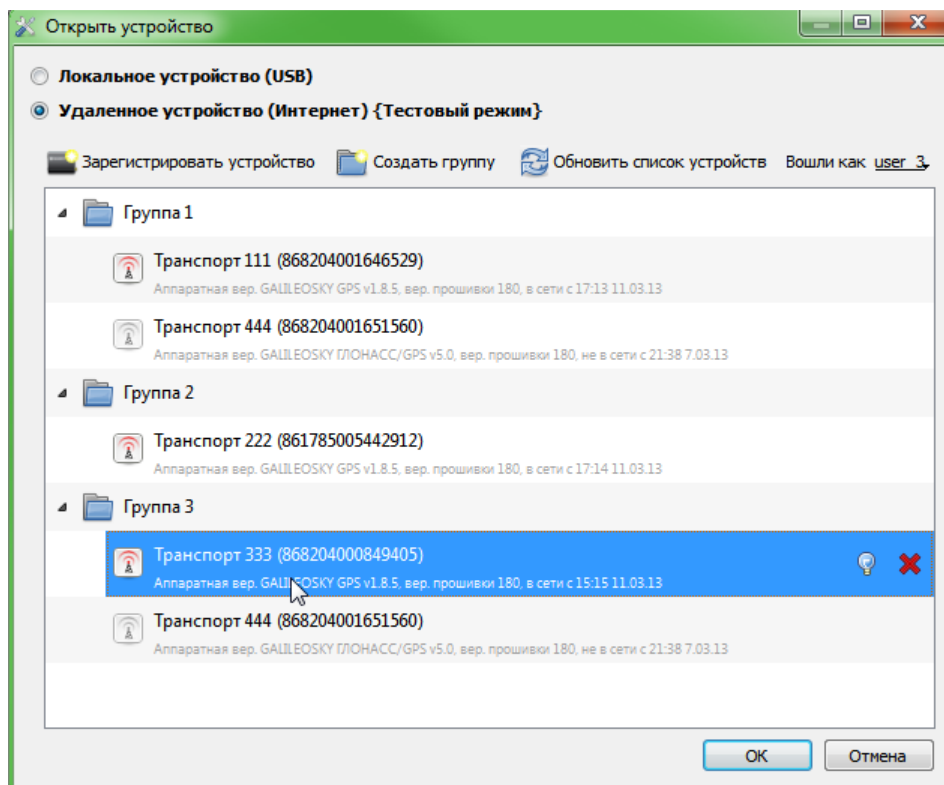 Открыть устройство
Локальное устройство (USB)
Удаленное устройство (Интернет) {Тестовый режим}
Зарегистрировать устройство Создать группу Обновить список устройств Вошли как user_3
Группа 1
Транспорт 111 (868204001646529)
Аппаратная вер. GALILEOSKY GPS v1.8.5, вер. прошивки 180, в сети с 17:13 11.03.13
Транспорт 444 (868204001651560)
Аппаратная вер. GALILEOSKY ГЛОНАСС/GPS v5.0, вер. прошивки 180, не в сети с 21:38 7.03.13
Группа 2
Транспорт 222 (861785005442912)
Аппаратная вер. GALILEOSKY GPS v1.8.5, вер. прошивки 180, в сети с 17:14 11.03.13
Группа 3
Транспорт 333 (868204000849405)
Аппаратная вер. GALILEOSKY GPS v1.8.5, вер. прошивки 180, в сети с 15:15 11.03.13
Транспорт 444 (868204001651560)
Аппаратная вер. GALILEOSKY ГЛОНАСС/GPS v5.0, вер. прошивки 180, не в сети с 21:38 7.03.13
OK Отмена